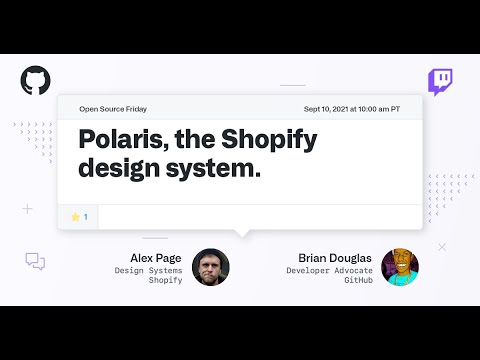 Open Source Friday
Sept 10, 2021 at 10:00 am PT
Polaris, the Shopify
design system.
1
Alex Page
Design Systems
Shopify
Brian Douglas
Developer Advocate
GitHub